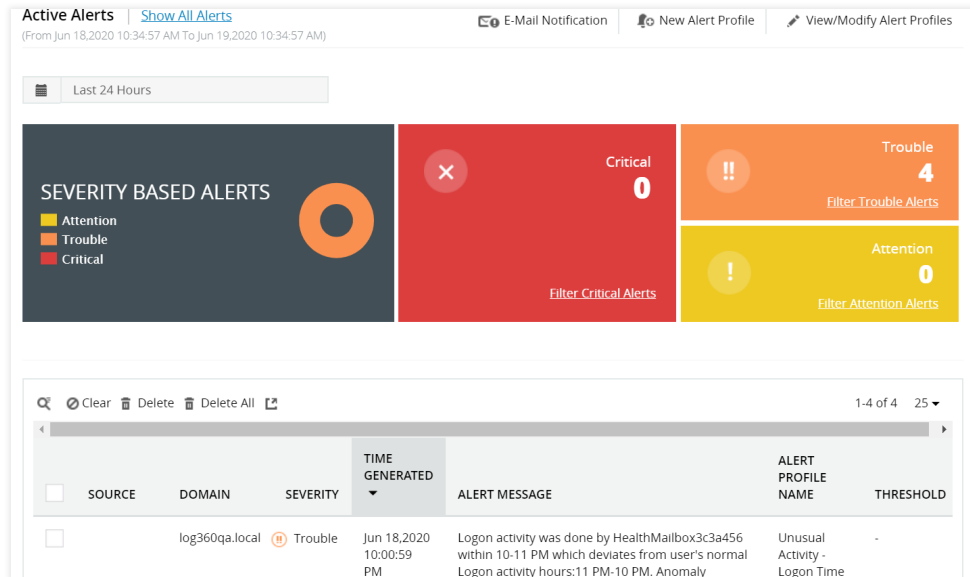 Active Alerts | Show All Alerts
E-Mail Notification
New Alert Profile
View/Modify Alert Profiles
(From Jun 18,2020 10:34:57 AM To Jun 19,2020 10:34:57 AM)
Last 24 Hours
SEVERITY BASED ALERTS
Attention
Trouble
Critical
Critical
0
Filter Critical Alerts
Trouble
4
Filter Trouble Alerts
Attention
0
Filter Attention Alerts
Clear Delete Delete All
1-4 of 4 25
SOURCE
DOMAIN
SEVERITY
TIME
GENERATED
ALERT MESSAGE
ALERT
PROFILE
NAME
THRESHOLD
log360qa.local
Trouble
Jun 18,2020
10:00:59
PM
Logon activity was done by HealthMailbox3c3a456
within 10-11 PM which deviates from user's normal
Logon activity hours:11 PM-10 PM. Anomaly
Unusual
Activity -
Logon Time
-